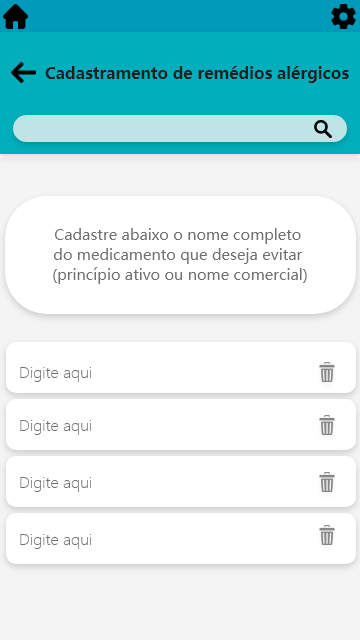 Cadastramento de remédios alérgicos
Cadastre abaixo o nome completo
do medicamento que deseja evitar
(princípio ativo ou nome comercial)
Digite aqui
Digite aqui
Digite aqui
Digite aqui